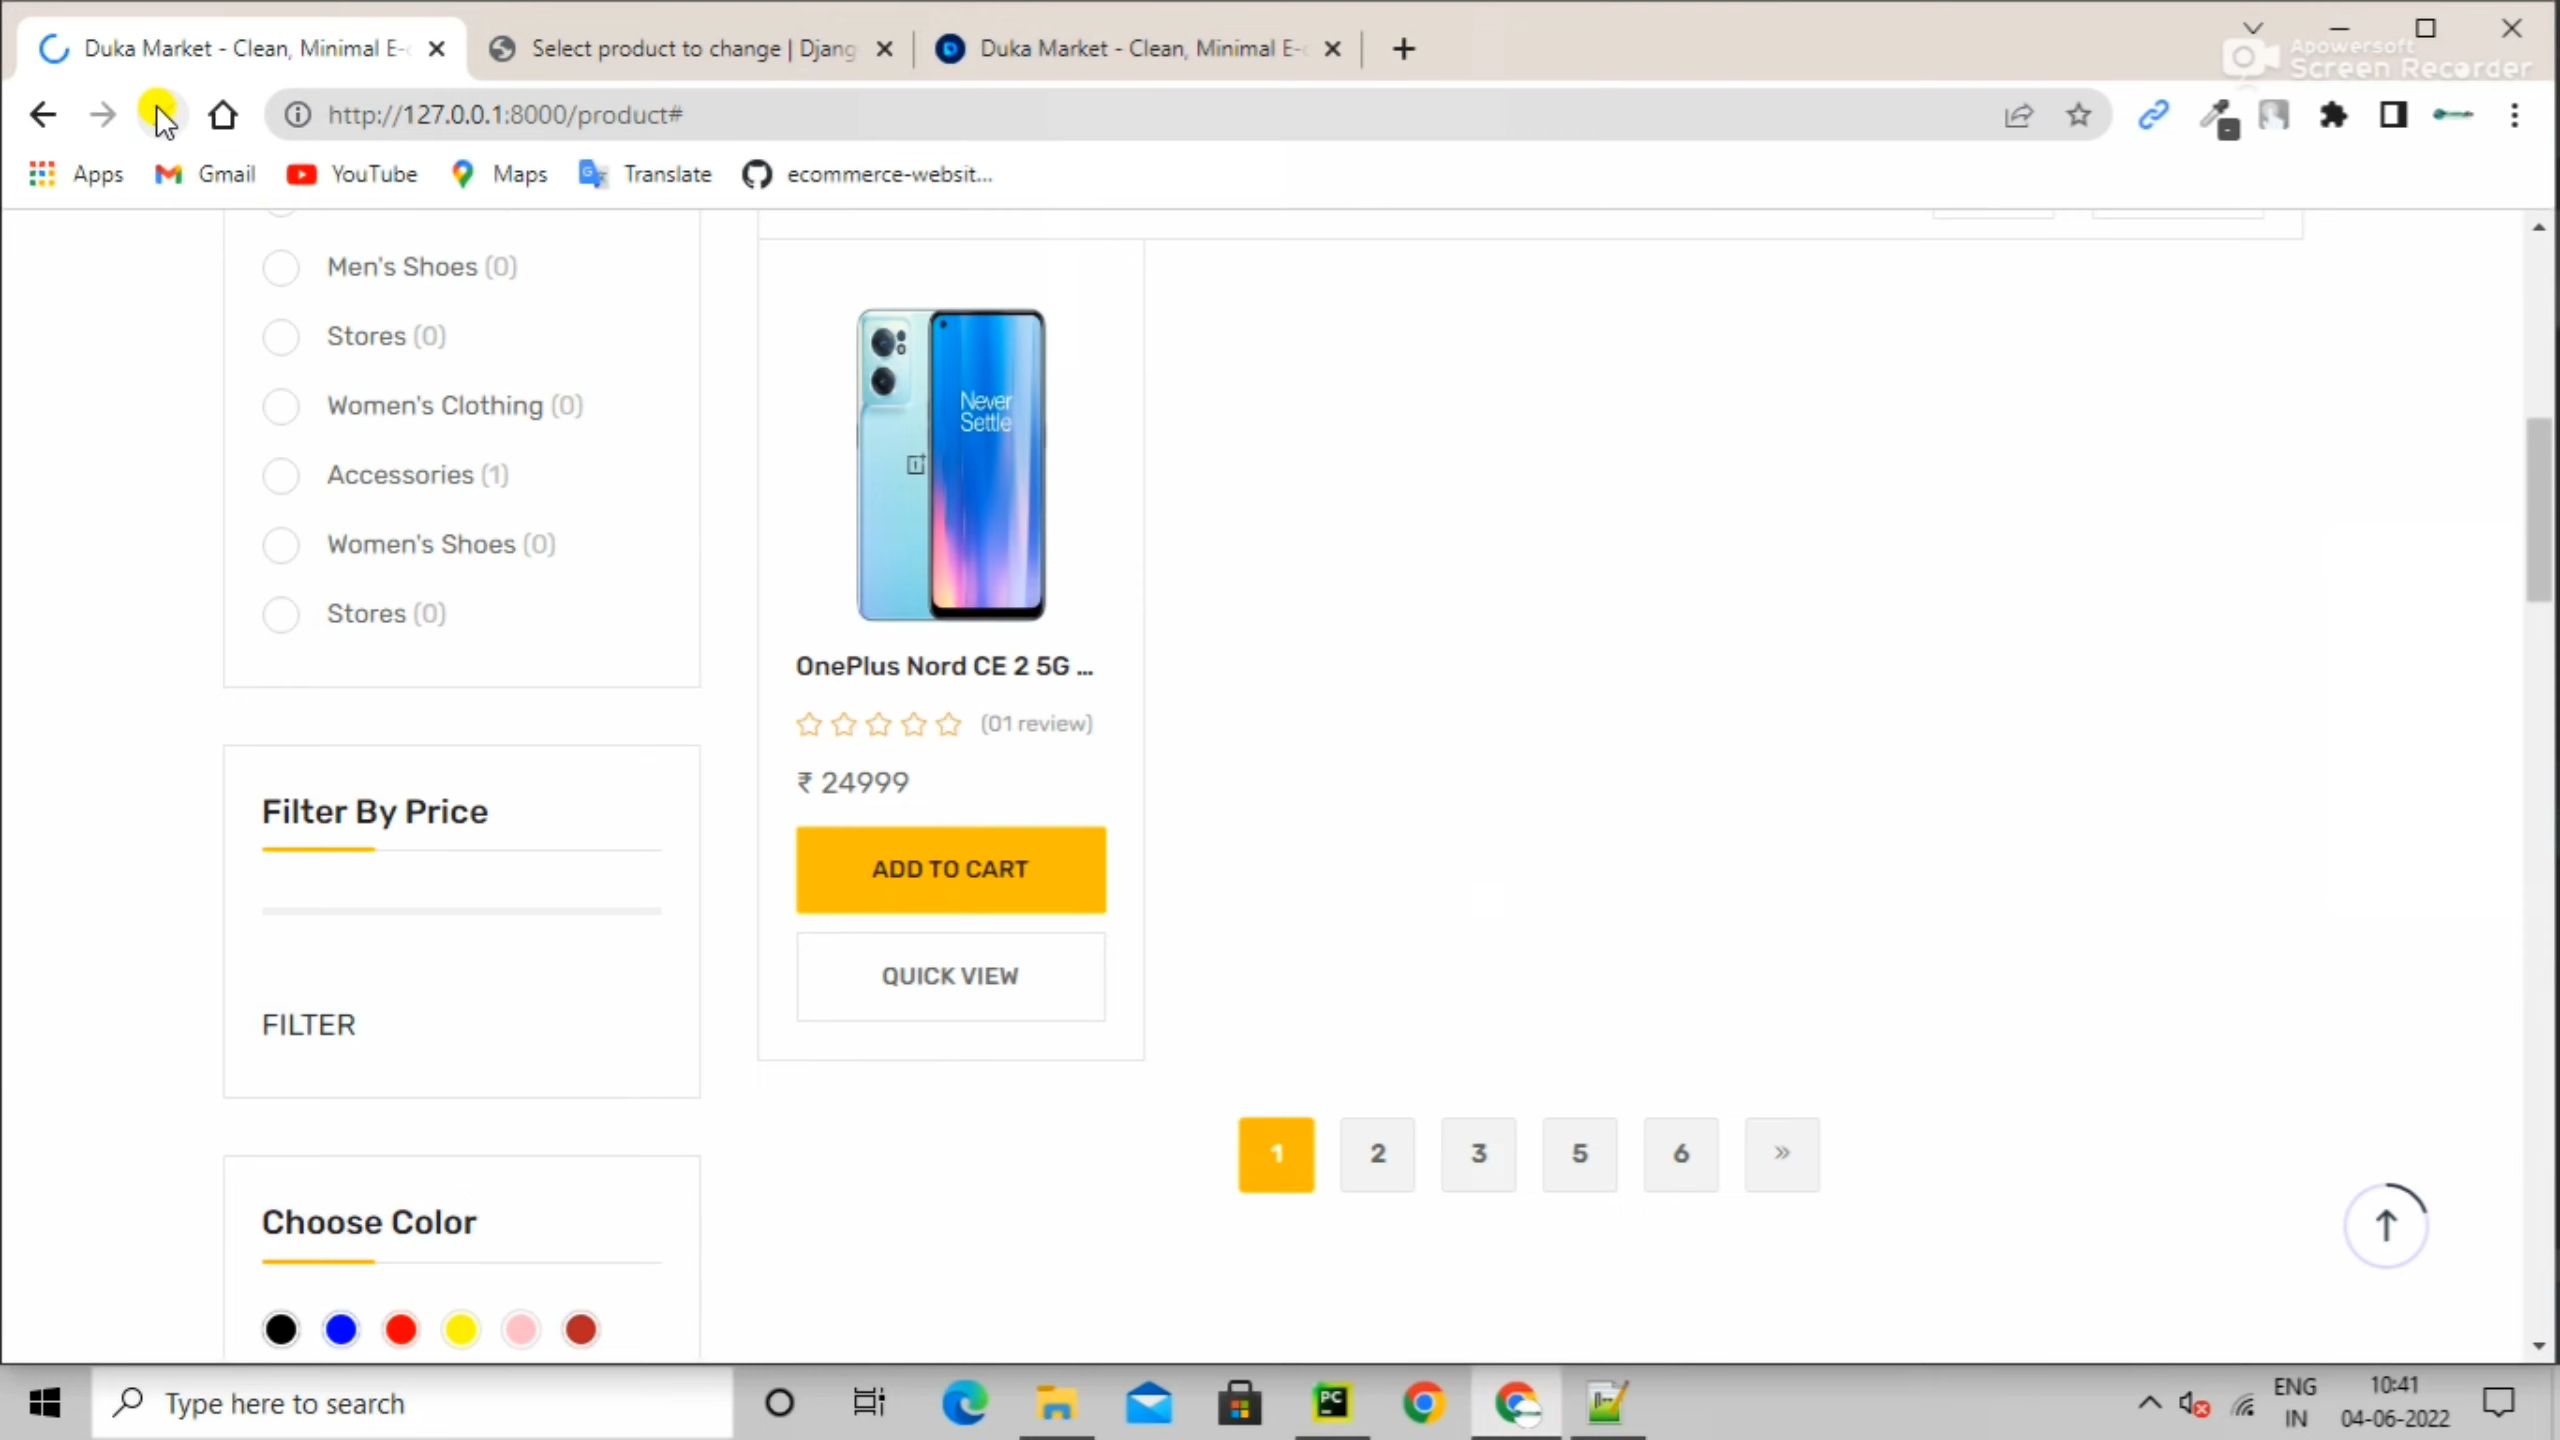 Duka Market - Clean, Minimal E-c
Select product to change | Djang
Duka Market - Clean, Minimal E-c
Apowersoft
Screen Recorder
http://127.0.0.1:8000/product#
Apps
Gmail
YouTube
Maps
Translate
ecommerce-websit...
Men's Shoes (0)
Stores (0)
Women's Clothing (0)
Accessories (1)
Women's Shoes (0)
Stores (0)
Never
Settle
OnePlus Nord CE 2 5G ...
(01 review)
₹ 24999
ADD TO CART
QUICK VIEW
Filter By Price
FILTER
1 2 3 5 6 »
Choose Color
Type here to search
PC
ENG
IN
10:41
04-06-2022